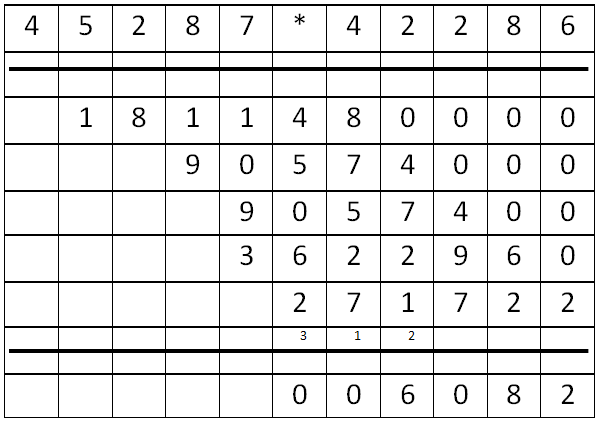 4 5 2 8 7 * 4 2 2 8 6
1 8 1 1 4 8 0 0 0 0
9 0 5 7 4 0 0 0
9 0 5 7 4 0 0
3 6 2 2 9 6 0
2 7 1 7 2 2
3 1 2
0 0 6 0 8 2